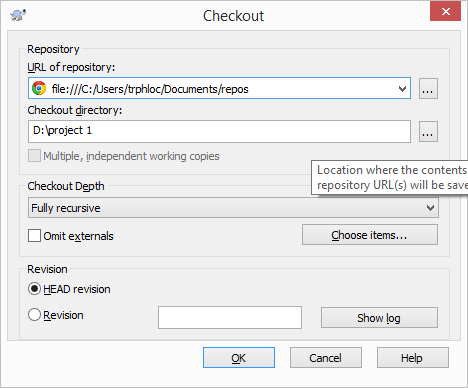 Checkout
Repository
URL of repository:
file:///C:/Users/trphloc/Documents/repos
...
Checkout directory:
D:\project 1
...
Multiple, independent working copies
Location where the contents
repository URL(s) will be save
Checkout Depth
Fully recursive
Omit externals
Choose items...
Revision
HEAD revision
Revision
Show log
OK
Cancel
Help